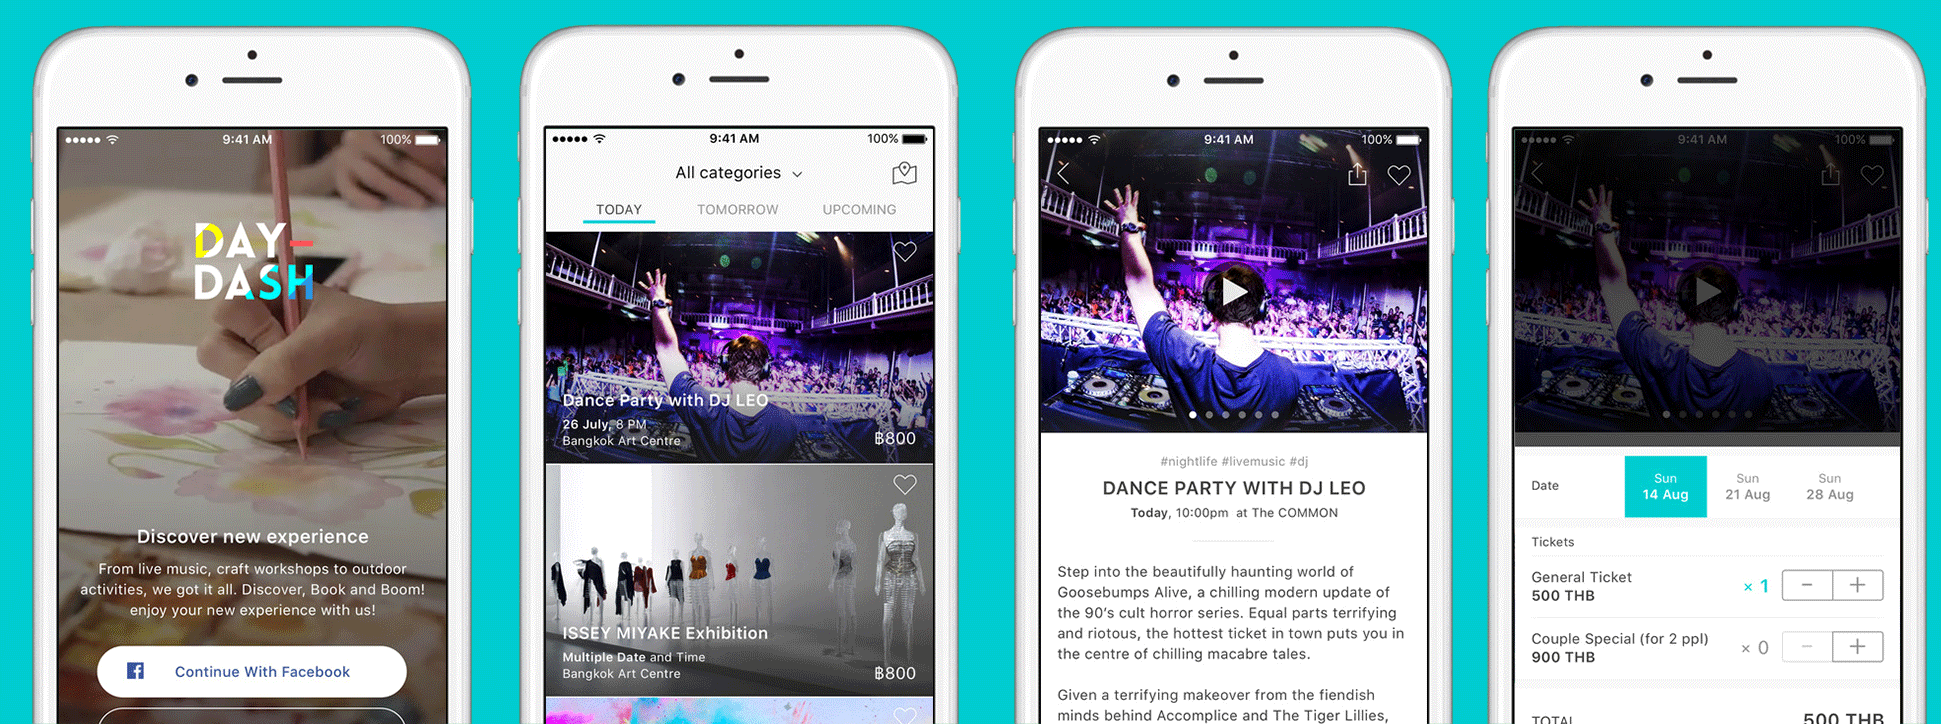 9:41 AM
100%
DAY-
DASH
Discover new experience
From live music, craft workshops to outdoor
activities, we got it all. Discover, Book and Boom!
enjoy your new experience with us!
Continue With Facebook
9:41 AM
100%
All categories
TODAY
TOMORROW
UPCOMING
Dance Party with DJ LEO
26 July, 8 PM
Bangkok Art Centre
฿800
ISSEY MIYAKE Exhibition
Multiple Date and Time
Bangkok Art Centre
฿800
9:41 AM
100%
#nightlife #livemusic #dj
DANCE PARTY WITH DJ LEO
Today, 10:00pm at The COMMON
Step into the beautifully haunting world of
Goosebumps Alive, a chilling modern update of
the 90's cult horror series. Equal parts terrifying
and riotous, the hottest ticket in town puts you in
the centre of chilling macabre tales.
Given a terrifying makeover from the fiendish
minds behind Accomplice and The Tiger Lillies,
9:41 AM
100%
Date
Sun
14 Aug
Sun
21 Aug
Sun
28 Aug
Tickets
General Ticket
500 THB
× 1
− +
Couple Special (for 2 ppl)
900 THB
× 0
− +
TOTAL
500 THB